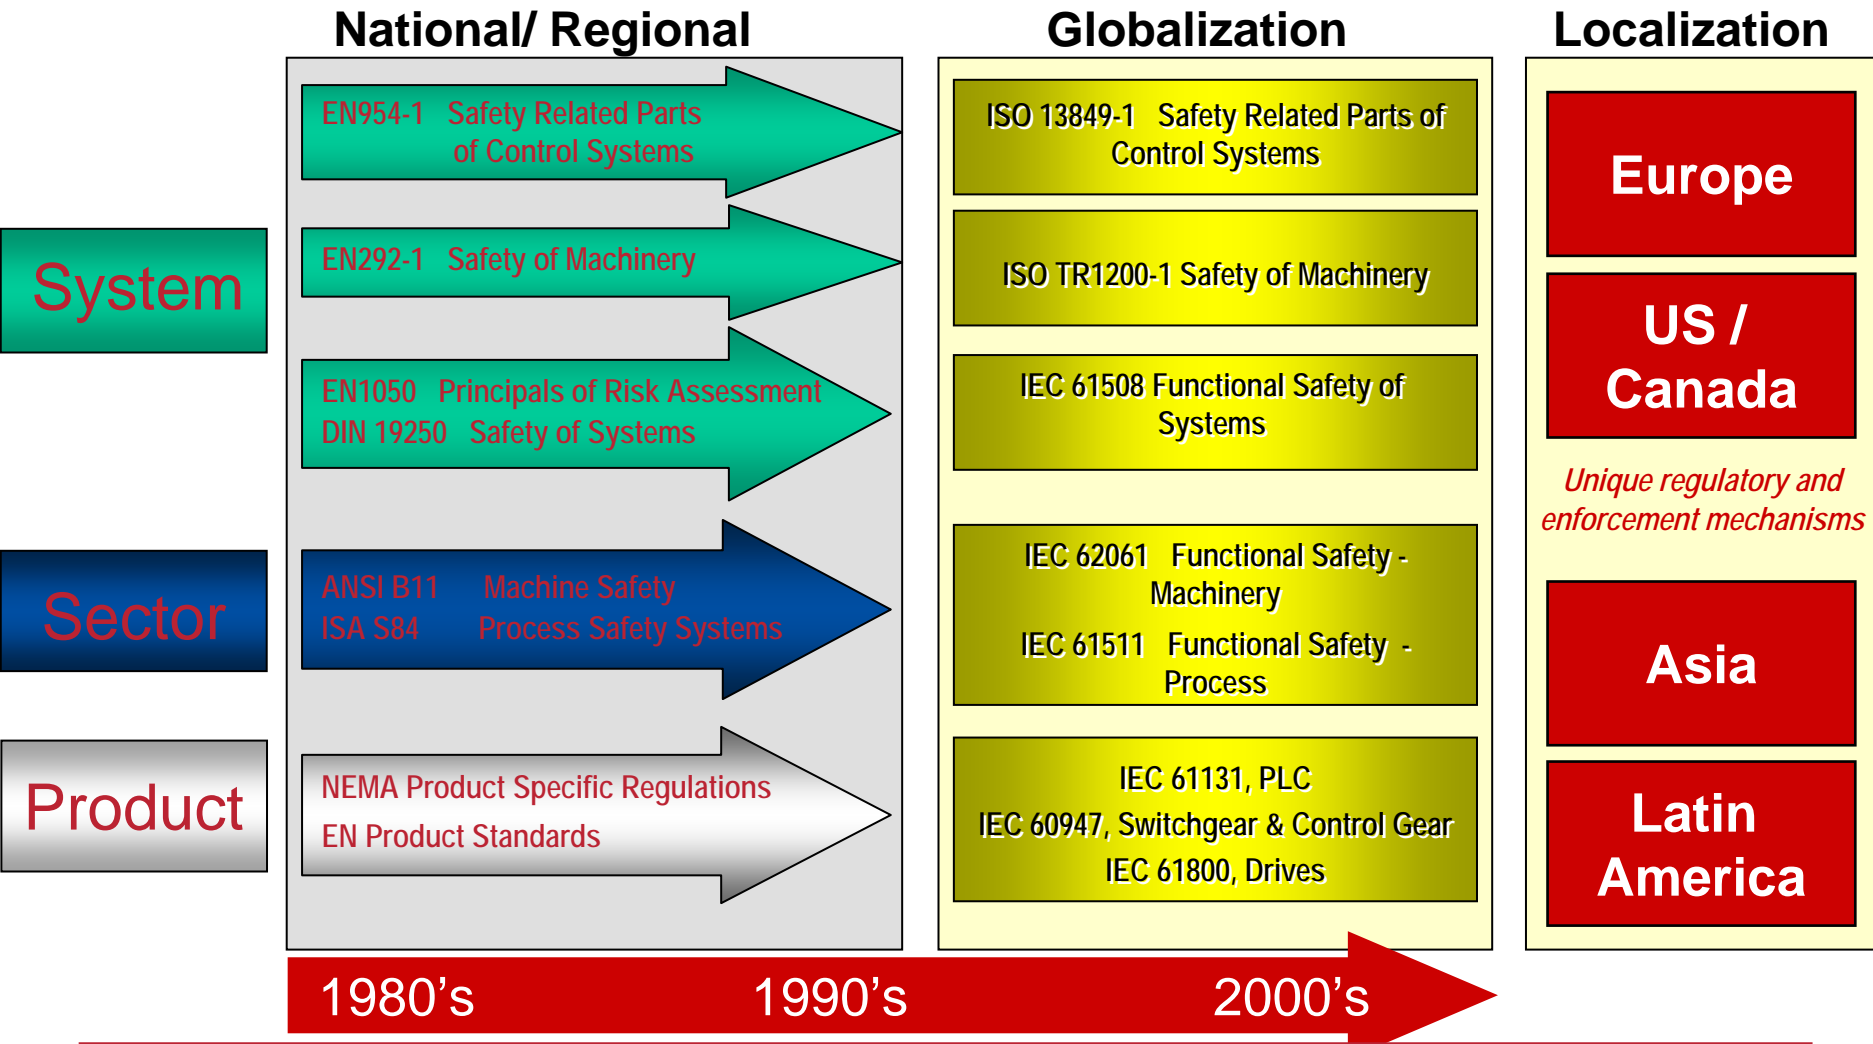 National/ Regional
Globalization
Localization
System
EN954-1 Safety Related Parts
of Control Systems
EN292-1 Safety of Machinery
EN1050 Principals of Risk Assessment
DIN 19250 Safety of Systems
ISO 13849-1 Safety Related Parts of
Control Systems
ISO TR1200-1 Safety of Machinery
IEC 61508 Functional Safety of
Systems
Sector
ANSI B11 Machine Safety
ISA S84 Process Safety Systems
IEC 62061 Functional Safety -
Machinery
IEC 61511 Functional Safety -
Process
Product
NEMA Product Specific Regulations
EN Product Standards
IEC 61131, PLC
IEC 60947, Switchgear & Control Gear
IEC 61800, Drives
Europe
US /
Canada
Unique regulatory and
enforcement mechanisms
Asia
Latin
America
1980's
1990's
2000's